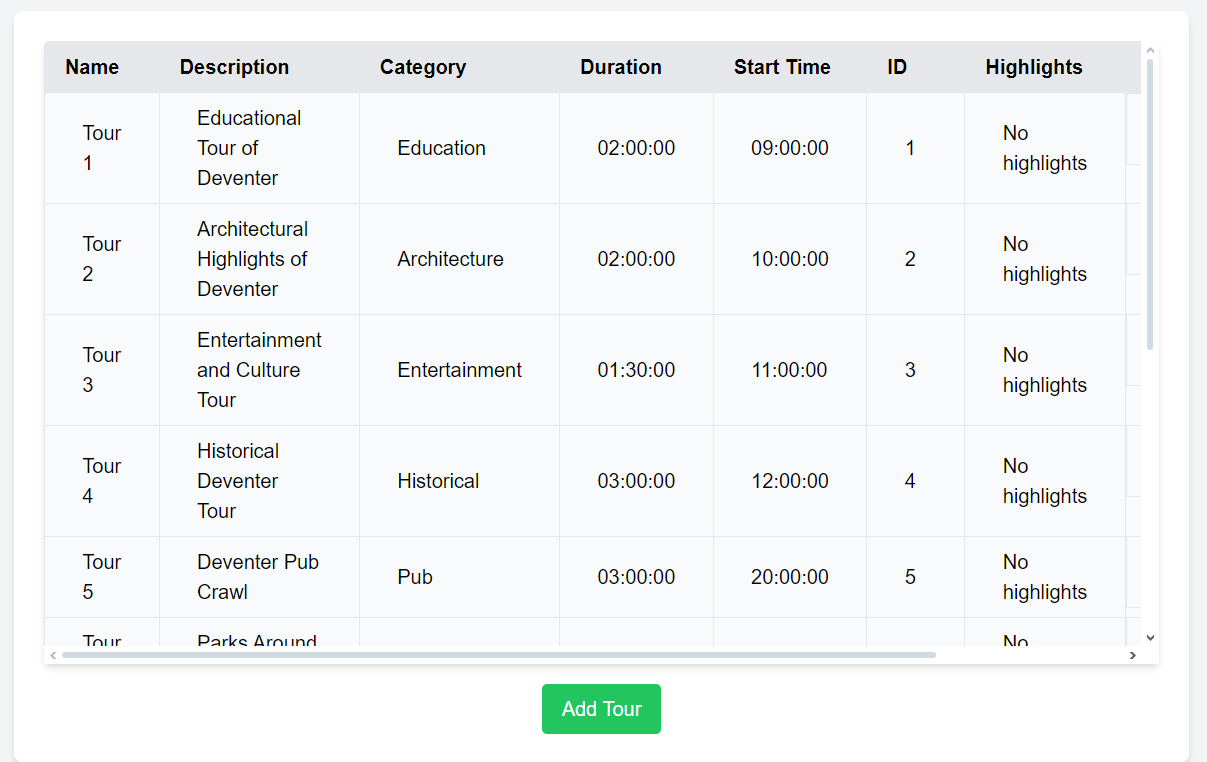 Name Description Category Duration Start Time ID Highlights
Educational
Tour Tour of Education 02:00:00 09:00:00 1 No
1 Deventer highlights
Architectural
Tour Highlights of Architecture 02:00:00 10:00:00 2 No
2 Deventer highlights
Entertainment
Tour and Culture Entertainment 01:30:00 11:00:00 3 No
3 Tour highlights
Historical
Tour Deventer Historical 03:00:00 12:00:00 4 No
4 Tour highlights
Tour Deventer Pub Pub 03:00:00 20:00:00 5 No
5 Crawl highlights
Tour Parks Around No
Add Tour